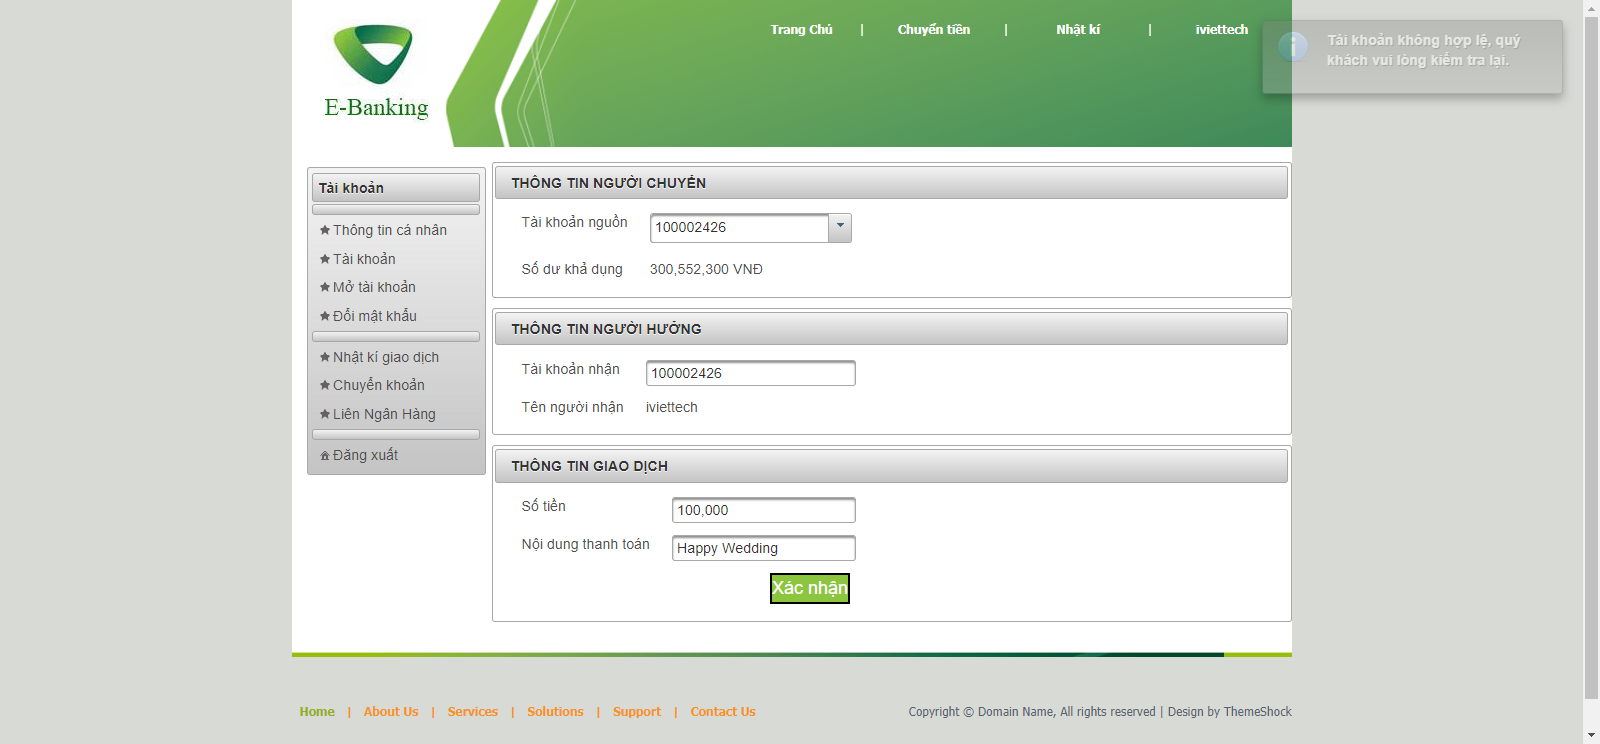 E-Banking
Trang Chủ | Chuyển tiền | Nhật kí | iviettech
Tài khoản không hợp lệ, quý
khách vui lòng kiểm tra lại.
Tài khoản
Thông tin cá nhân
Tài khoản
Mở tài khoản
Đổi mật khẩu
Nhật kí giao dịch
Chuyển khoản
Liên Ngân Hàng
Đăng xuất
THÔNG TIN NGƯỜI CHUYỂN
Tài khoản nguồn 100002426
Số dư khả dụng 300,552,300 VNĐ
THÔNG TIN NGƯỜI HƯỞNG
Tài khoản nhận 100002426
Tên người nhận iviettech
THÔNG TIN GIAO DỊCH
Số tiền 100,000
Nội dung thanh toán Happy Wedding
Xác nhận
Home | About Us | Services | Solutions | Support | Contact Us
Copyright © Domain Name, All rights reserved | Design by ThemeShock